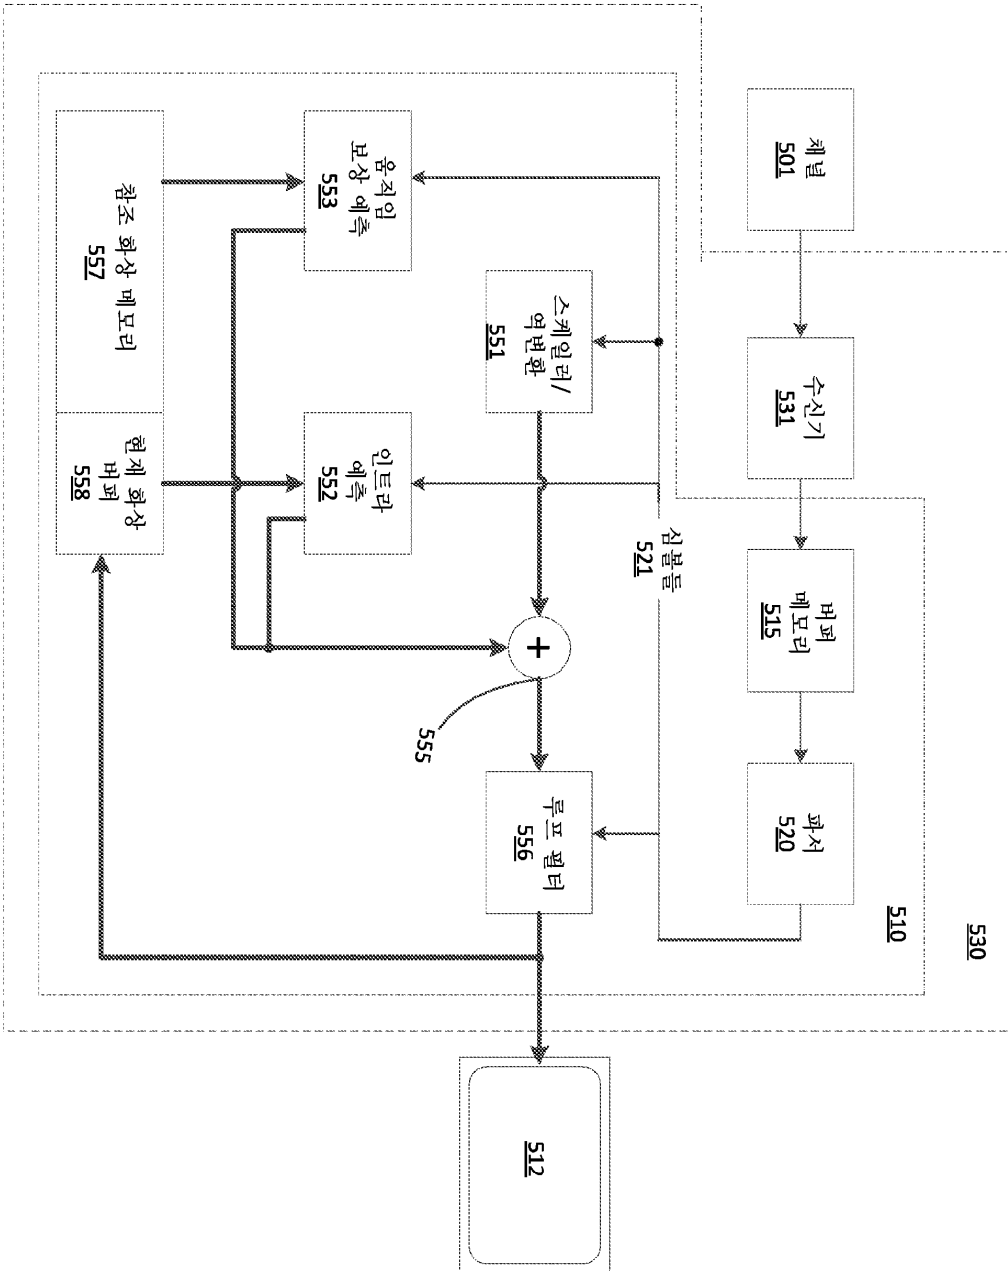 530
510
채널
501
수신기
531
버퍼
메모리
515
파서
520
심볼들
521
스케일러/
역변환
551
+
555
루프 필터
556
512
움직임
보상 예측
553
인트라
예측
552
참조 화상 메모리
557
현재 화상
버퍼
558